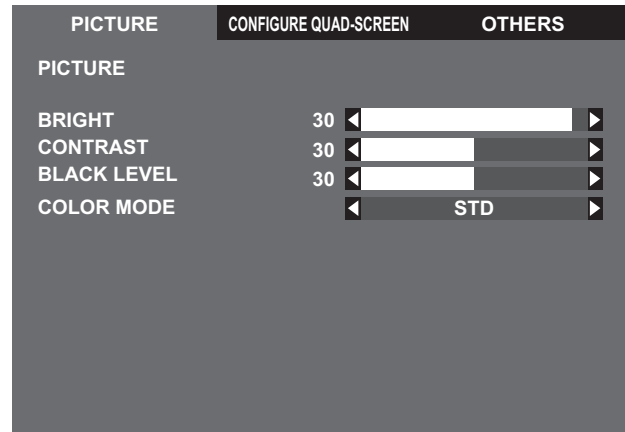 PICTURE CONFIGURE QUAD-SCREEN OTHERS
PICTURE
BRIGHT 30
CONTRAST 30
BLACK LEVEL 30
COLOR MODE STD